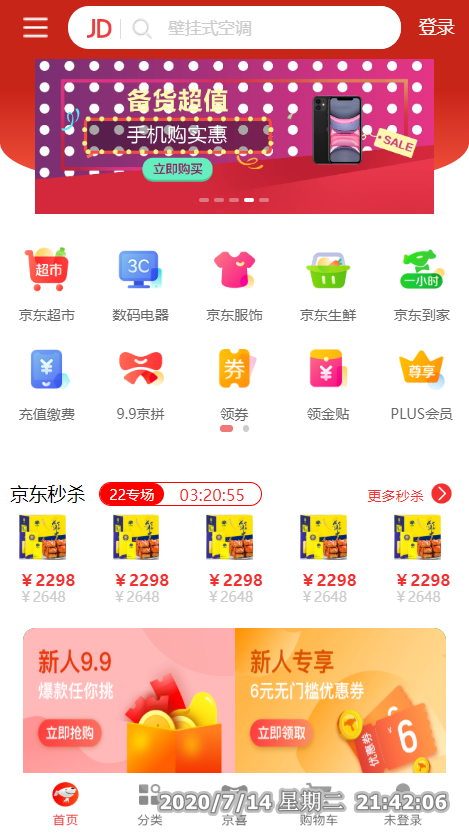 JD 壁挂式空调 登录
备货超值
手机购实惠
立即购买
SALE
超市 3C 一小时
京东超市 数码电器 京东服饰 京东生鲜 京东到家
¥ 券 ¥ 尊享
充值缴费 9.9京拼 领券 领金贴 PLUS会员
京东秒杀 22专场 03:20:55 更多秒杀
¥2298 ¥2298 ¥2298 ¥2298 ¥2298
¥2648 ¥2648 ¥2648 ¥2648 ¥2648
新人9.9 新人专享
爆款任你挑 6元无门槛优惠券
立即抢购 立即领取
优惠券 6
2020/7/14 星期二 21:42:06
首页 分类 京喜 购物车 未登录